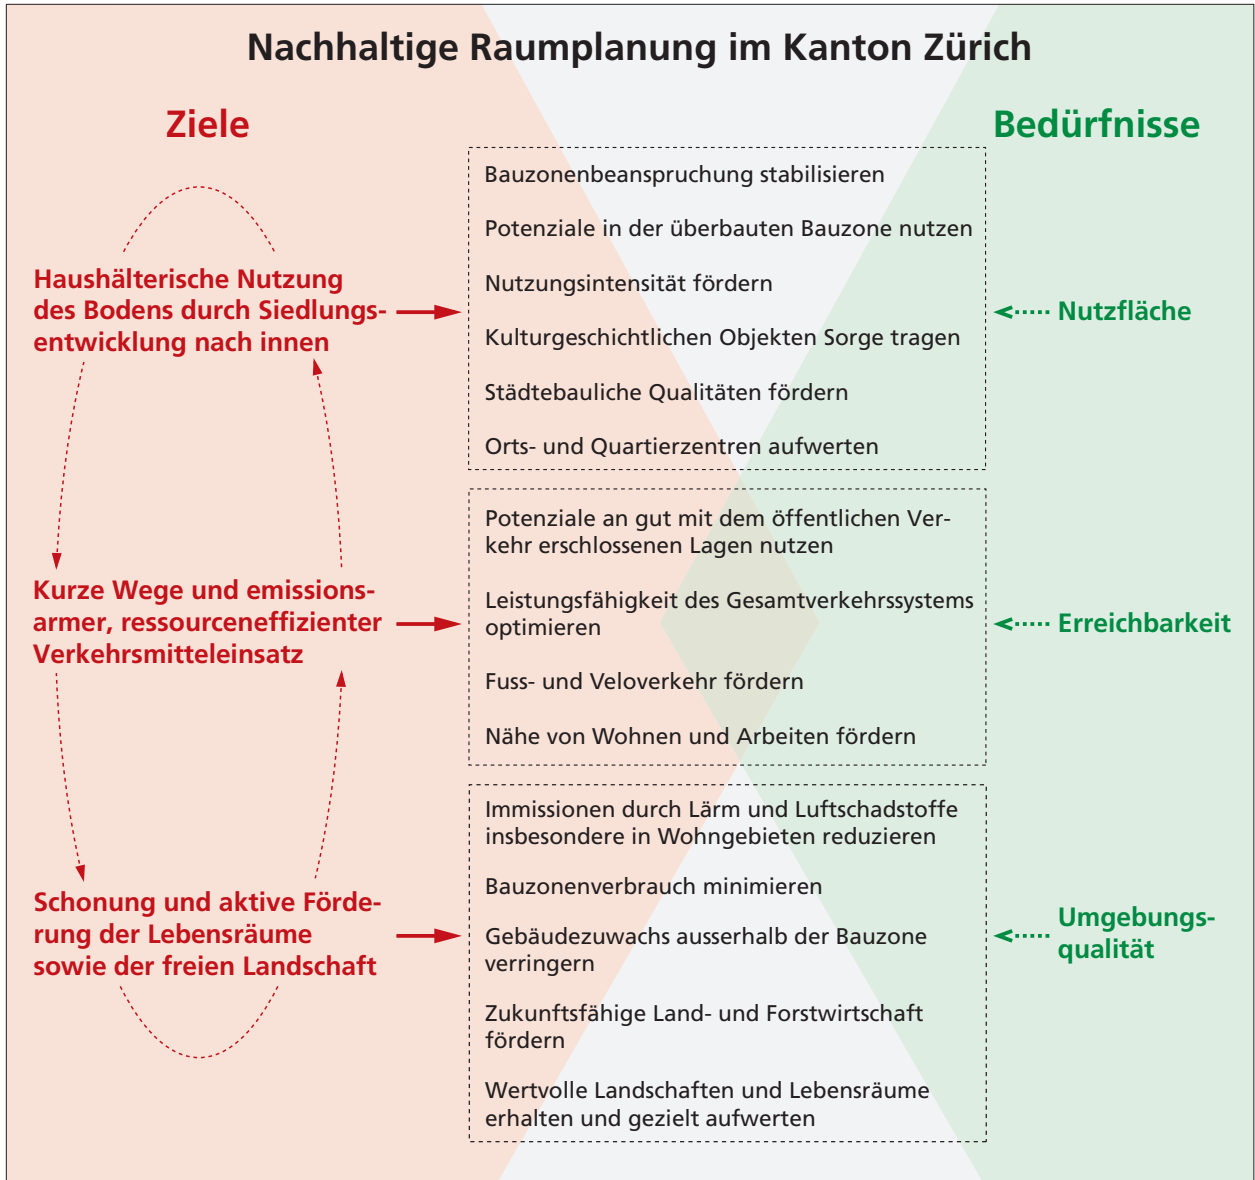 Nachhaltige Raumplanung im Kanton Zürich
Ziele
Bedürfnisse
Haushälterische Nutzung
des Bodens durch Siedlungs-
entwicklung nach innen
Bauzonenbeanspruchung stabilisieren
Potenziale in der überbauten Bauzone nutzen
Nutzungsintensität fördern
Kulturgeschichtlichen Objekten Sorge tragen
Städtebauliche Qualitäten fördern
Orts- und Quartierzentren aufwerten
Nutzfläche
Kurze Wege und emissions-
armer, ressourceneffizienter
Verkehrsmitteleinsatz
Potenziale an gut mit dem öffentlichen Ver-
kehr erschlossenen Lagen nutzen
Leistungsfähigkeit des Gesamtverkehrssystems
optimieren
Fuss- und Veloverkehr fördern
Nähe von Wohnen und Arbeiten fördern
Erreichbarkeit
Schonung und aktive Förde-
rung der Lebensräume
sowie der freien Landschaft
Immissionen durch Lärm und Luftschadstoffe
insbesondere in Wohngebieten reduzieren
Bauzonenverbrauch minimieren
Gebäudezuwachs ausserhalb der Bauzone
verringern
Zukunftsfähige Land- und Forstwirtschaft
fördern
Wertvolle Landschaften und Lebensräume
erhalten und gezielt aufwerten
Umgebungs-
qualität